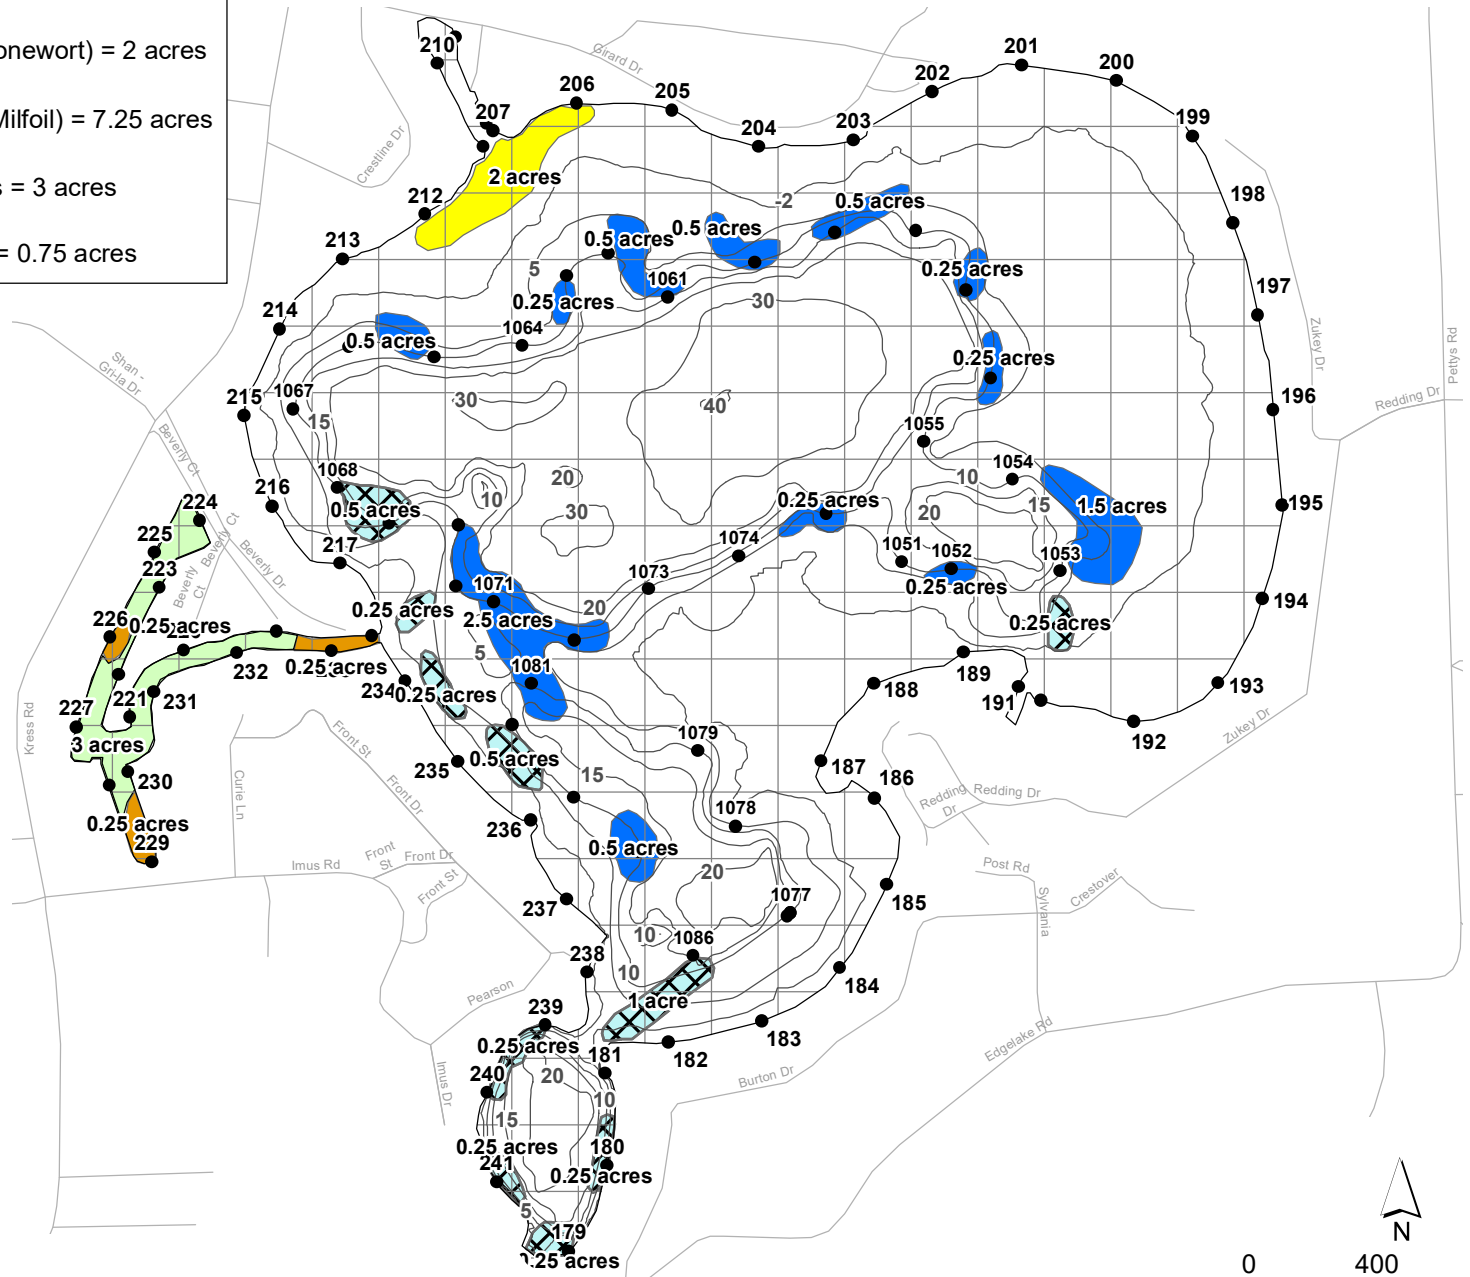 onewort) = 2 acres
Milfoil) = 7.25 acres
s = 3 acres
= 0.75 acres
210
Girard Dr
201
200
202
206
205
207
203
204
199
Crestline Dr
2 acres
212
-2
0.5 acres
198
0.5 acres
0.5 acres
213
5
0.25 acres
1061
197
0.25 acres
30
214
1064
0.5 acres
0.25 acres
Zukey Dr
Pettys Rd
Shan -
Gri-la Dr
215
1067
15
30
40
196
Redding Dr
1055
Beverly Ct
1068
20
10
1054
216
10
0.5 acres
30
0.25 acres
20
15
1.5 acres
195
224
225
217
Beverly Ct
Beverly Dr
1074
1051
1052
1053
223
Beverly
Ct
1073
0.25 acres
194
226
0.25 acres
0.25 acres
1071
20
2.5 acres
0.25 acres
232
0.25 acres
5
1081
189
188
234
0.25 acres
191
193
231
221
227
3 acres
192
Zukey Dr
Kress Rd
Front St
1079
0.5 acres
235
15
187
186
230
Curie Ln
Front Dr
Redding
Dr
Redding Dr
0.25 acres
229
236
1078
0.5 acres
Imus Rd
Front
St
Front Dr
Front St
20
Post Rd
Crestover
Sylvania
237
1077
185
10
1086
238
10
184
Pearson
1 acre
239
183
182
0.25 acres
181
Edgelake Rd
240
20
Burton Dr
Imus Dr
10
15
0.25 acres
241
180
0.25 acres
5
179
0.25 acres
N
0
400